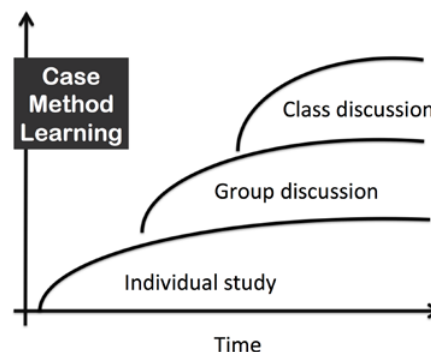 Case
Method
Learning
Class discussion
Group discussion
Individual study
Time